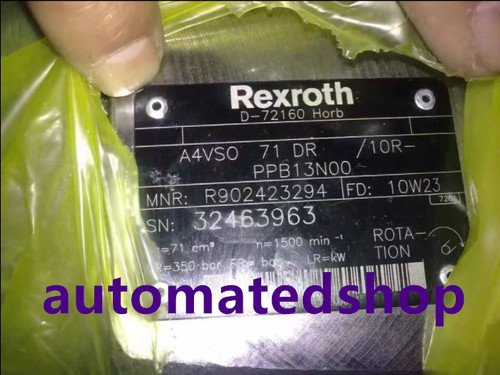 Rexroth
D-72160 Horb
A4VSO 71 DR /10R-
PPB13N00
MNR: R902423294 FD: 10W23
SN: 32463963
=71 cm³ n=1500 min⁻¹ ROTA-
TION
=350 bar bar LR=kW
automatedshop